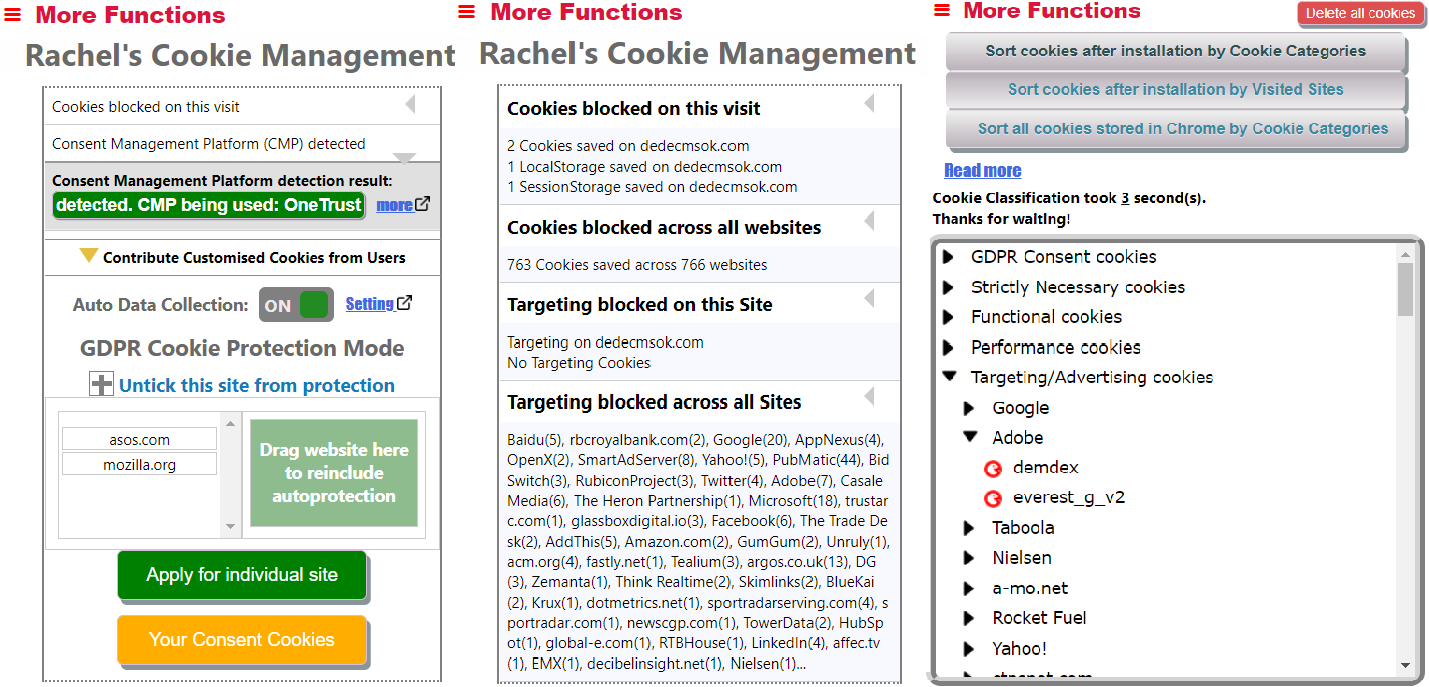 More Functions
Rachel's Cookie Management
Cookies blocked on this visit
Consent Management Platform (CMP) detected
Consent Management Platform detection result:
detected. CMP being used: OneTrust more
Contribute Customised Cookies from Users
Auto Data Collection: ON Setting
GDPR Cookie Protection Mode
Untick this site from protection
asos.com
mozilla.org
Drag website here
to reinclude
autoprotection
Apply for individual site
Your Consent Cookies
More Functions
Rachel's Cookie Management
Cookies blocked on this visit
2 Cookies saved on dedecmsok.com
1 LocalStorage saved on dedecmsok.com
1 SessionStorage saved on dedecmsok.com
Cookies blocked across all websites
763 Cookies saved across 766 websites
Targeting blocked on this Site
Targeting on dedecmsok.com
No Targeting Cookies
Targeting blocked across all Sites
Baidu(5), rbcroyalbank.com(2), Google(20), AppNexus(4),
OpenX(2), SmartAdServer(8), Yahoo!(5), PubMatic(44), Bid
Switch(3), RubiconProject(3), Twitter(4), Adobe(7), Casale
Media(6), The Heron Partnership(1), Microsoft(18), trustar
c.com(1), glassboxdigital.io(3), Facebook(6), The Trade De
sk(2), AddThis(5), Amazon.com(2), GumGum(2), Unruly(1),
acm.org(4), fastly.net(1), Tealium(3), argos.co.uk(13), DG
(3), Zemanta(1), Think Realtime(2), Skimlinks(2), BlueKai
(2), Krux(1), dotmetrics.net(1), sportradarserving.com(4), s
portradar.com(1), newscgp.com(1), TowerData(2), HubSp
ot(1), global-e.com(1), RTBHouse(1), LinkedIn(4), affec.tv
(1), EMX(1), decibelinsight.net(1), Nielsen(1)...
More Functions
Delete all cookies
Sort cookies after installation by Cookie Categories
Sort cookies after installation by Visited Sites
Sort all cookies stored in Chrome by Cookie Categories
Read more
Cookie Classification took 3 second(s).
Thanks for waiting!
GDPR Consent cookies
Strictly Necessary cookies
Functional cookies
Performance cookies
Targeting/Advertising cookies
Google
Adobe
demdex
everest_g_v2
Taboola
Nielsen
a-mo.net
Rocket Fuel
Yahoo!